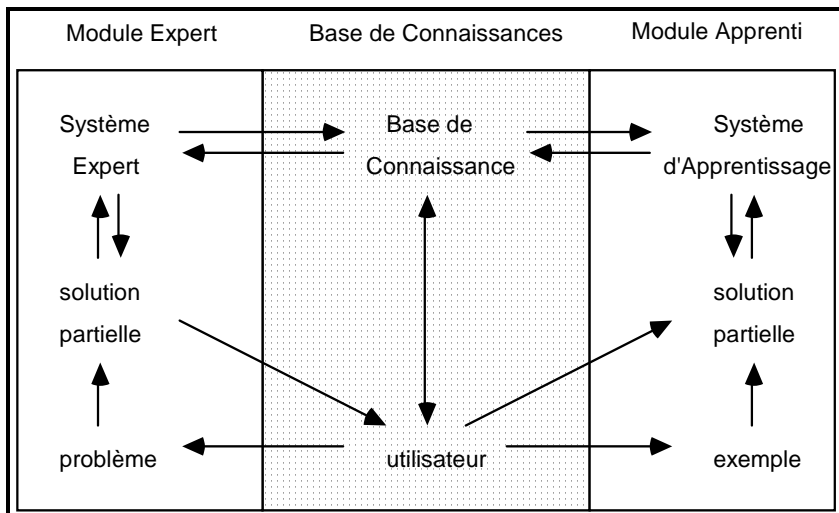 Module Expert
Base de Connaissances
Module Apprenti
Système
Expert
Base de
Connaissance
Système
d'Apprentissage
solution
partielle
solution
partielle
problème
utilisateur
exemple